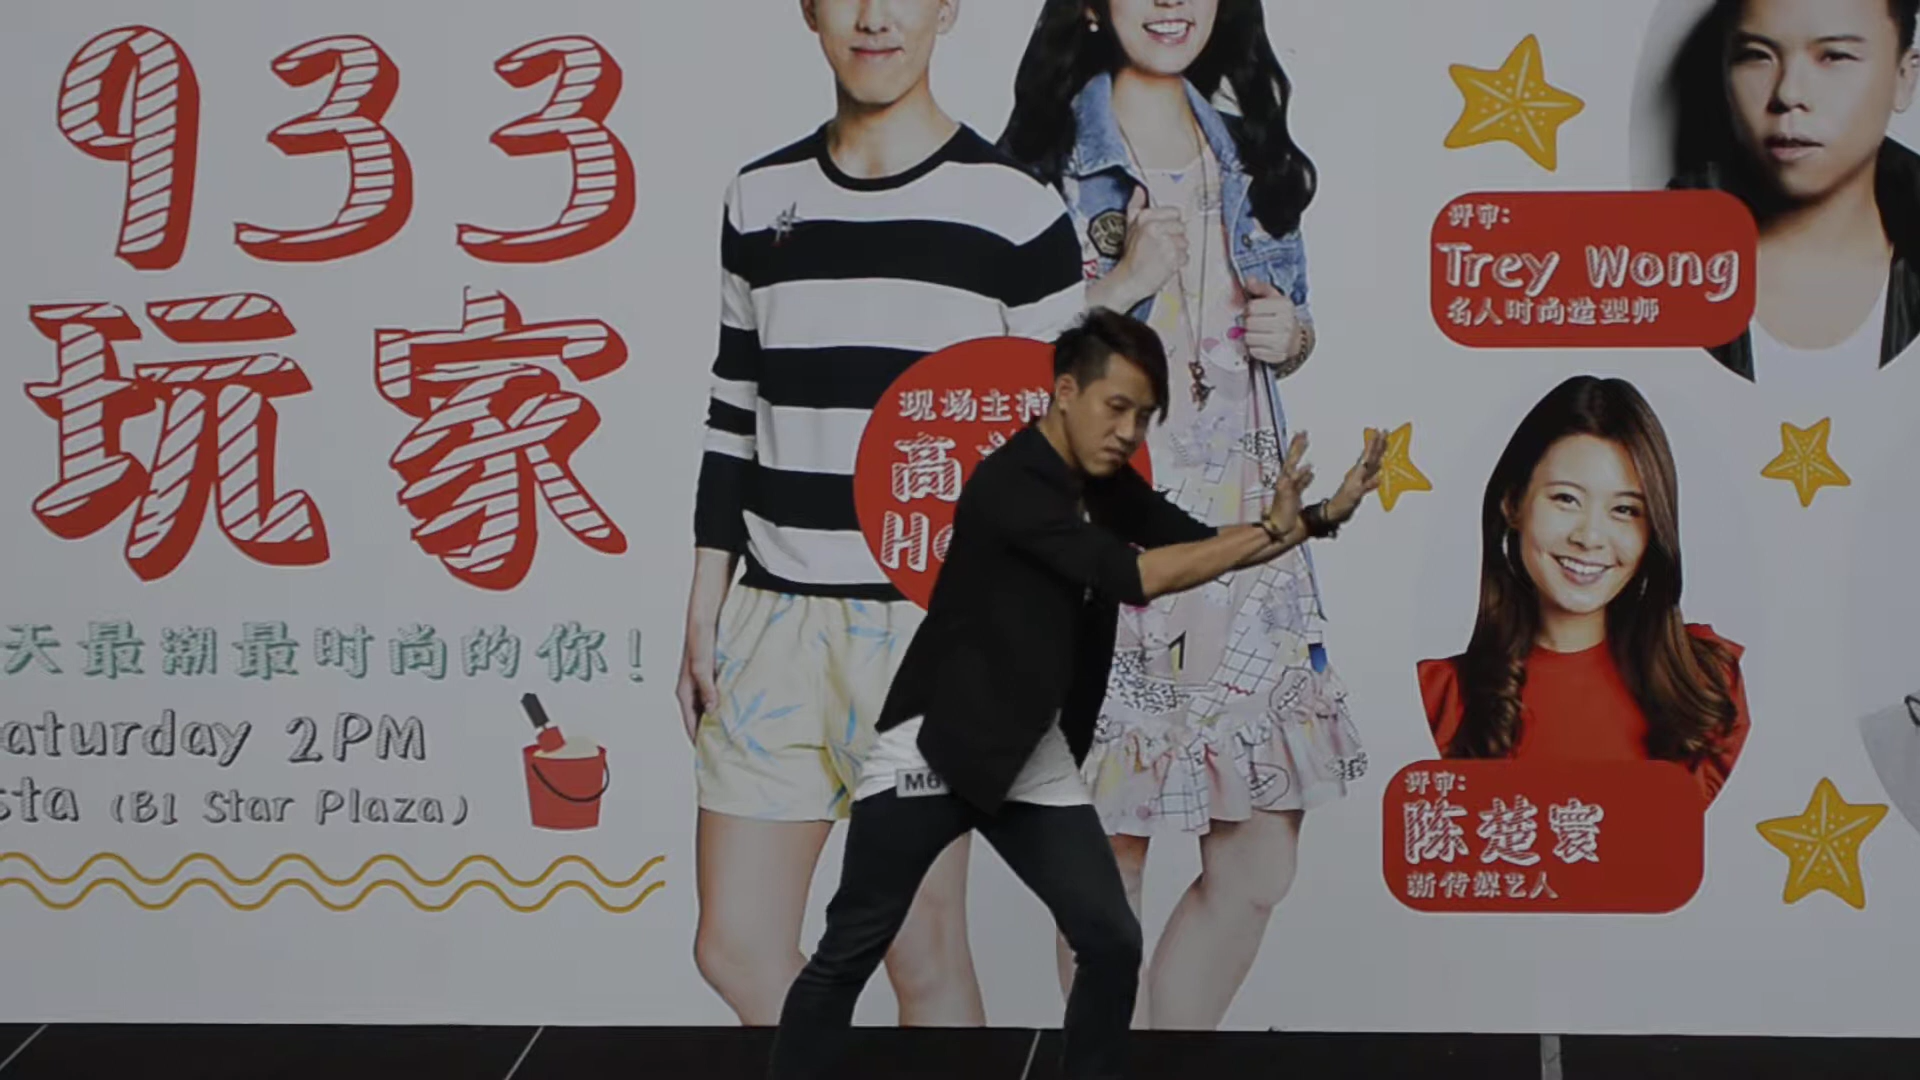 933
玩家
天最潮最时尚的你!
aturday 2PM
sta (B1 Star Plaza)
现场主持
高
H
M6
评审:
Trey Wong
名人时尚造型师
评审:
陈楚寰
新传媒艺人